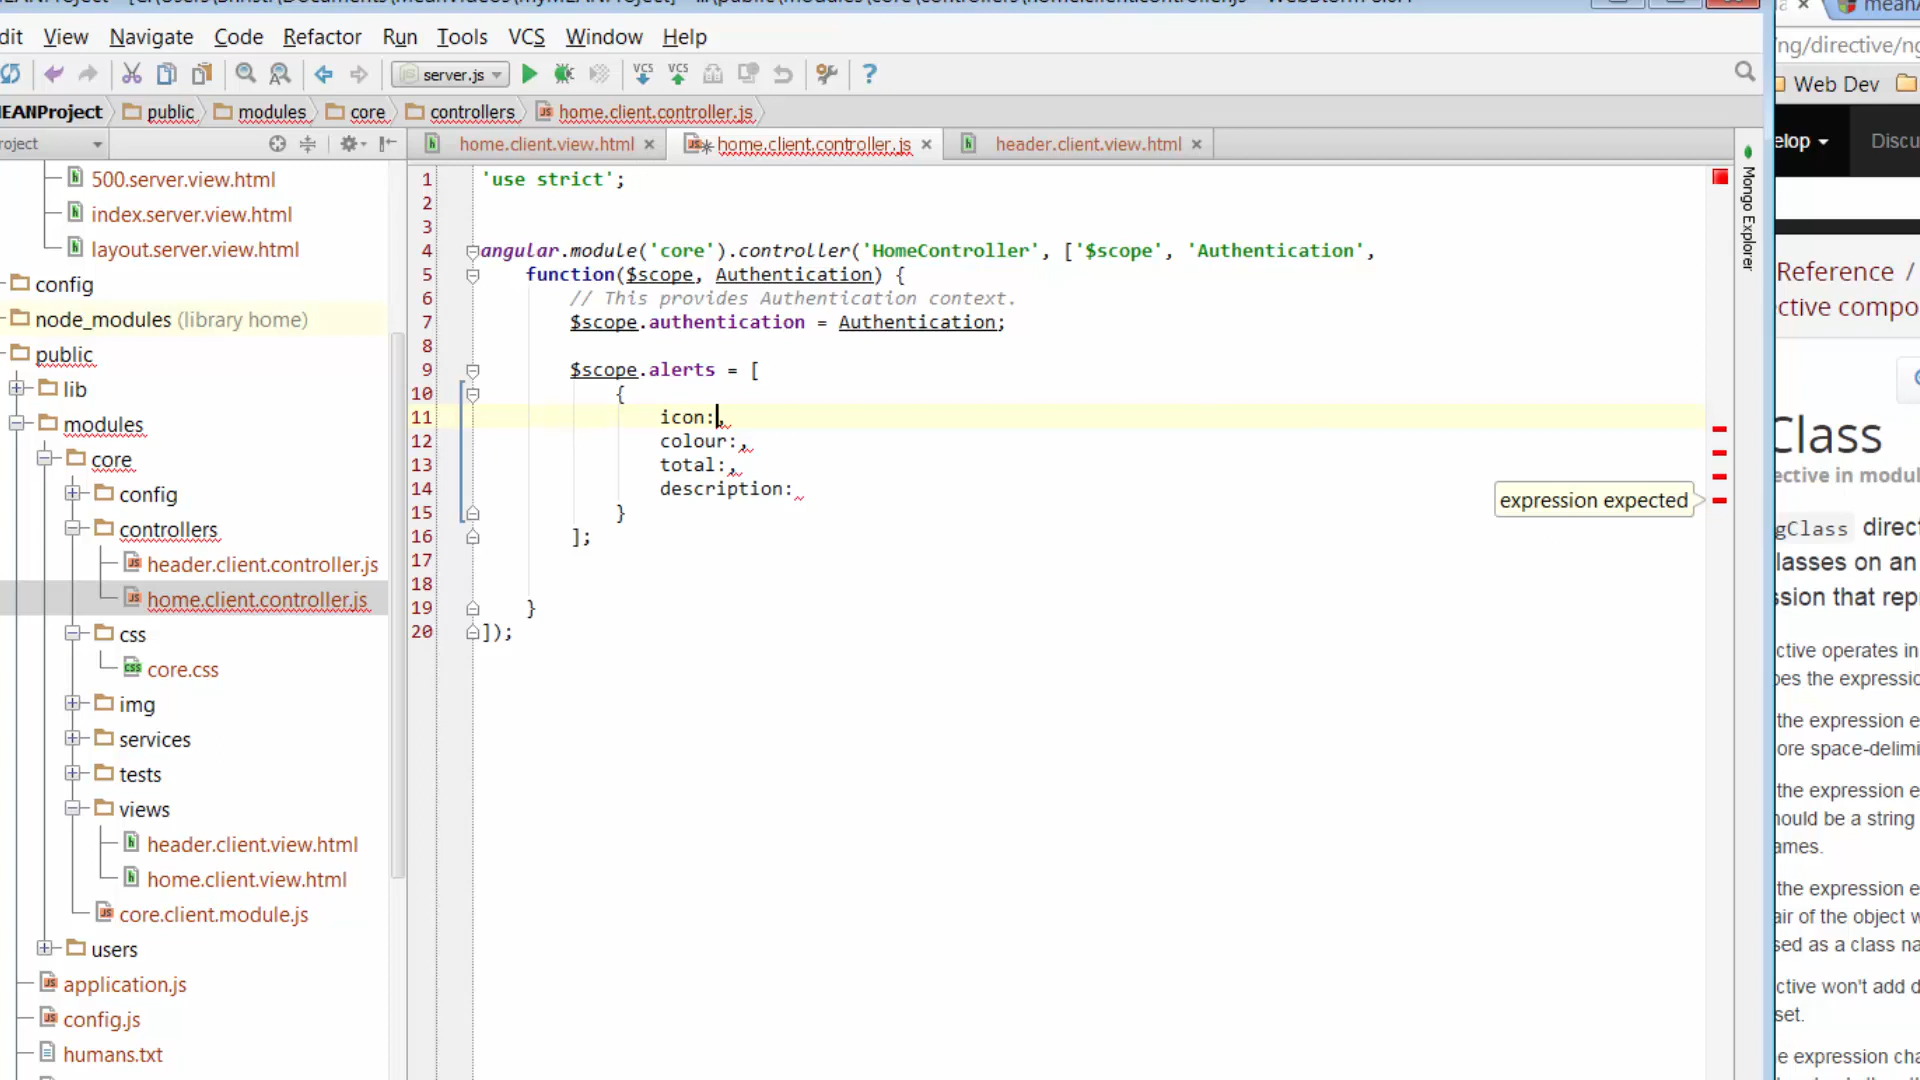 dit View Navigate Code Refactor Run Tools VCS Window Help
server.js VCS VCS ?
MEANProject public modules core controllers home.client.controller.js
roject home.client.view.html home.client.controller.js header.client.view.html
500.server.view.html
index.server.view.html
layout.server.view.html
config
node_modules (library home)
public
lib
modules
core
config
controllers
header.client.controller.js
home.client.controller.js
css
core.css
img
services
tests
views
header.client.view.html
home.client.view.html
core.client.module.js
users
application.js
config.js
humans.txt
1 'use strict';
2
3
4 angular.module('core').controller('HomeController', ['$scope', 'Authentication',
5 function($scope, Authentication) {
6 // This provides Authentication context.
7 $scope.authentication = Authentication;
8
9 $scope.alerts = [
10 {
11 icon:,
12 colour:,
13 total:,
14 description:
15 }
16 ];
17
18
19 }
20 ]);
expression expected
Mongo Explorer
/ng/directive/ng
Web Dev
elop Discu
Reference /
ctive compo
Class
ective in modul
gClass direct
lasses on an
ssion that repr
ctive operates in
es the expressio
the expression e
ore space-delimi
the expression e
hould be a string
ames.
the expression e
air of the object w
sed as a class na
ctive won't add d
set.
e expression cha